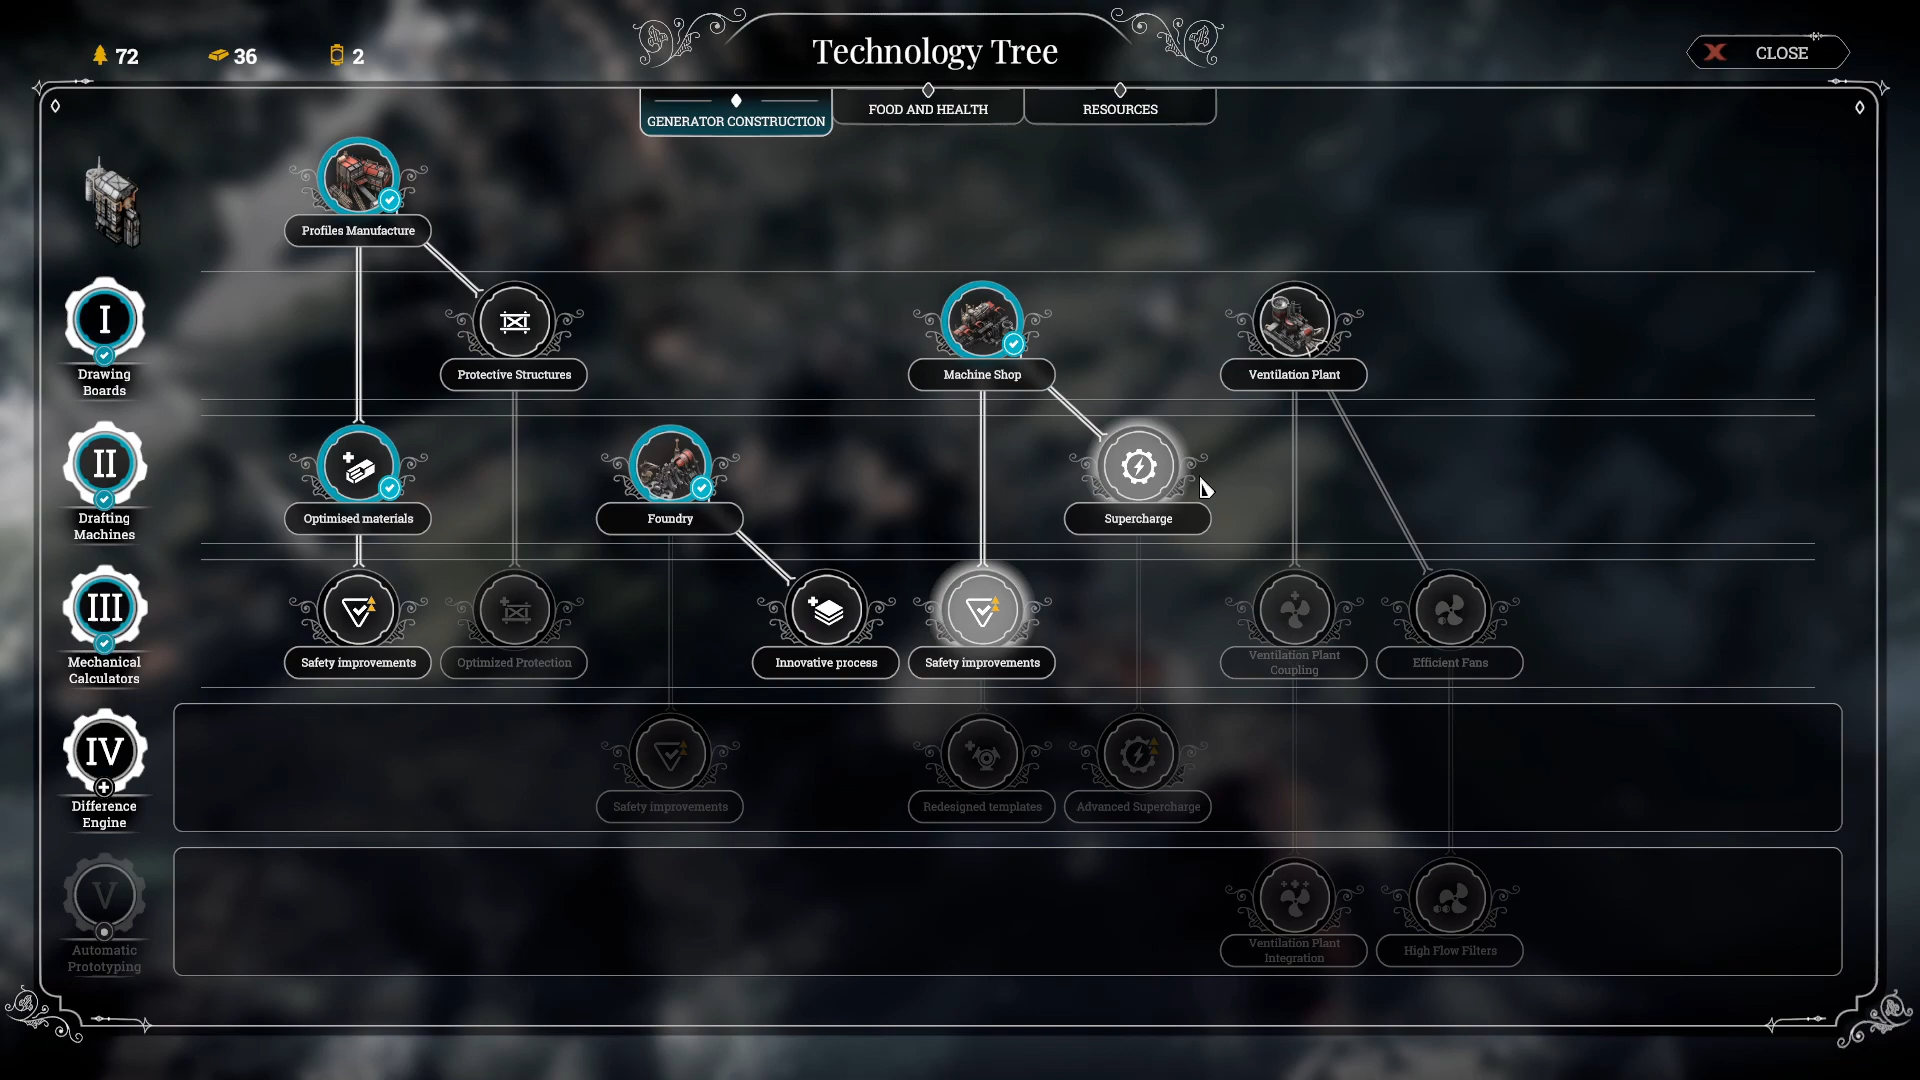 72
36
2
Technology Tree
CLOSE
GENERATOR CONSTRUCTION
FOOD AND HEALTH
RESOURCES
Profiles Manufacture
I
Drawing
Boards
Protective Structures
Machine Shop
Ventilation Plant
II
Drafting
Machines
Optimised materials
Foundry
Supercharge
III
Mechanical
Calculators
Safety improvements
Optimized Protection
Innovative process
Safety improvements
Ventilation Plant
Coupling
Efficient Fans
IV
Difference
Engine
Safety improvements
Redesigned templates
Advanced Supercharge
V
Automatic
Prototyping
Ventilation Plant
Integration
High Flow Filters